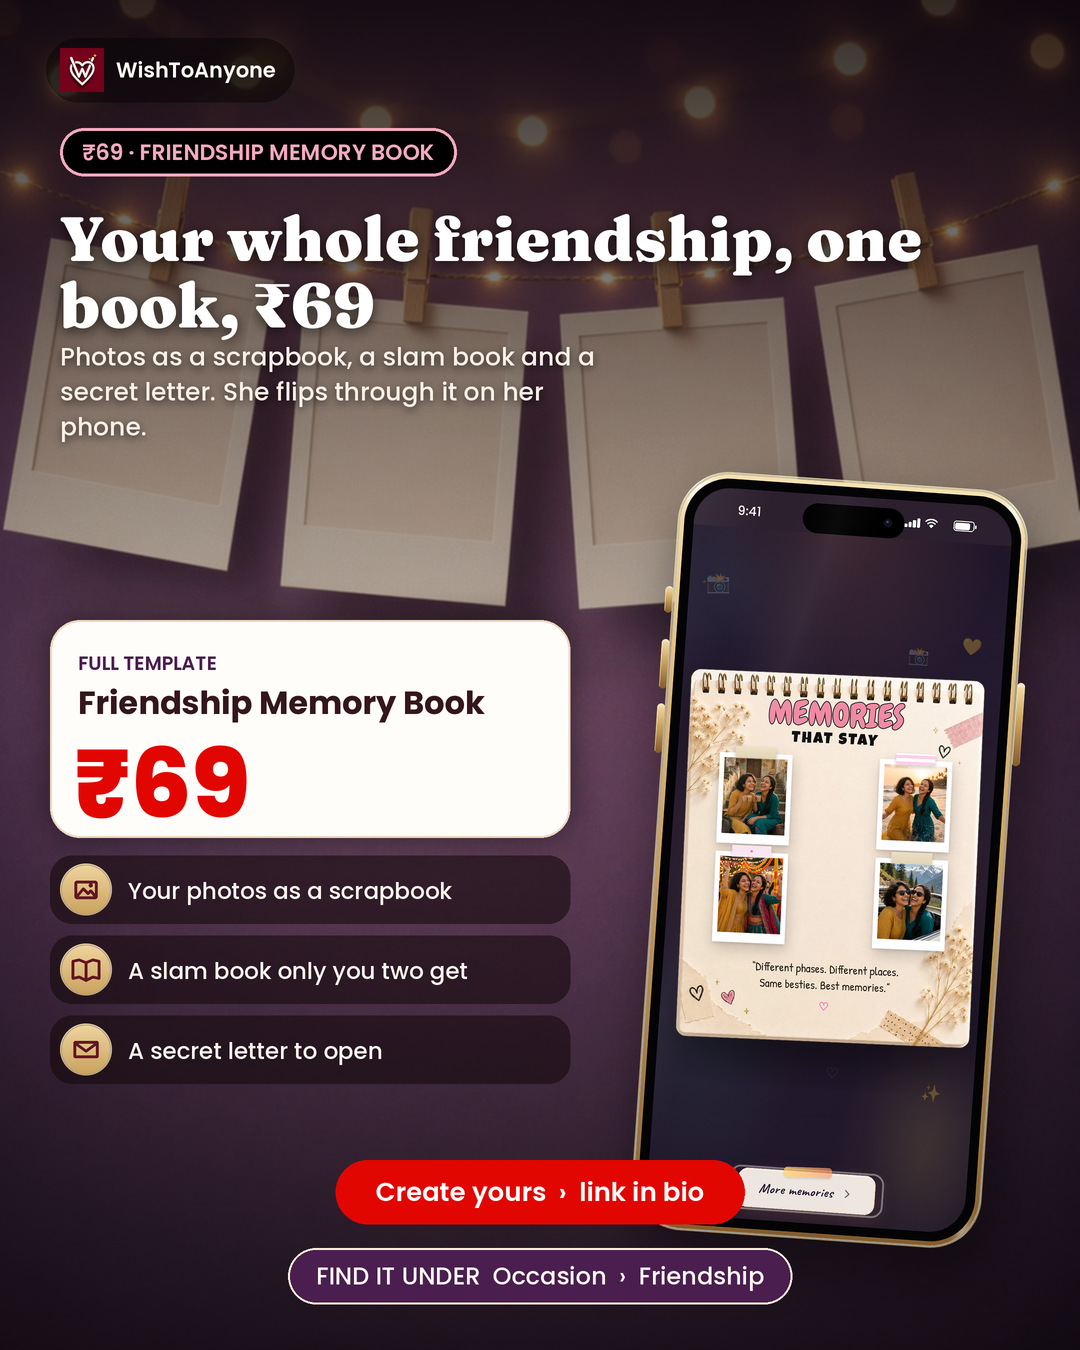 WishToAnyone
₹69 · FRIENDSHIP MEMORY BOOK
Your whole friendship, one
book, ₹69
Photos as a scrapbook, a slam book and a
secret letter. She flips through it on her
phone.
9:41
MEMORIES
THAT STAY
"Different phases. Different places.
Same besties. Best memories."
More memories ›
FULL TEMPLATE
Friendship Memory Book
₹69
Your photos as a scrapbook
A slam book only you two get
A secret letter to open
Create yours › link in bio
FIND IT UNDER Occasion › Friendship